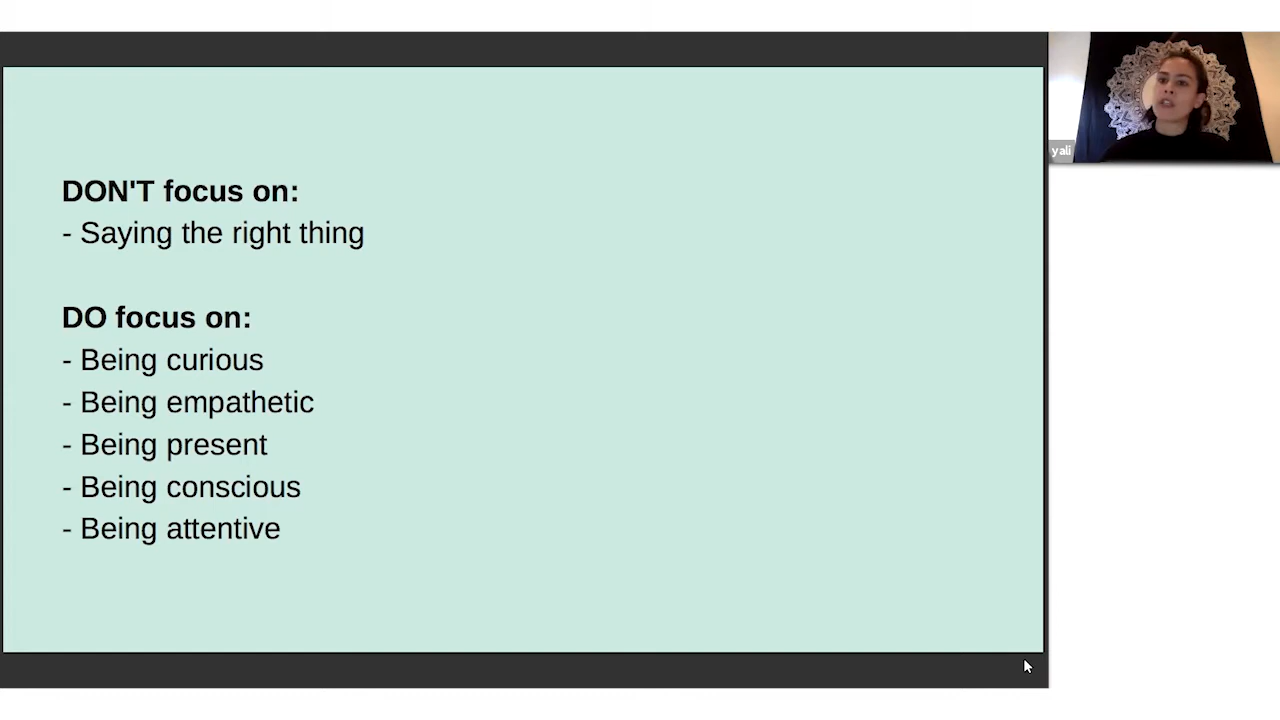 DON'T focus on:
- Saying the right thing
DO focus on:
- Being curious
- Being empathetic
- Being present
- Being conscious
- Being attentive
yali